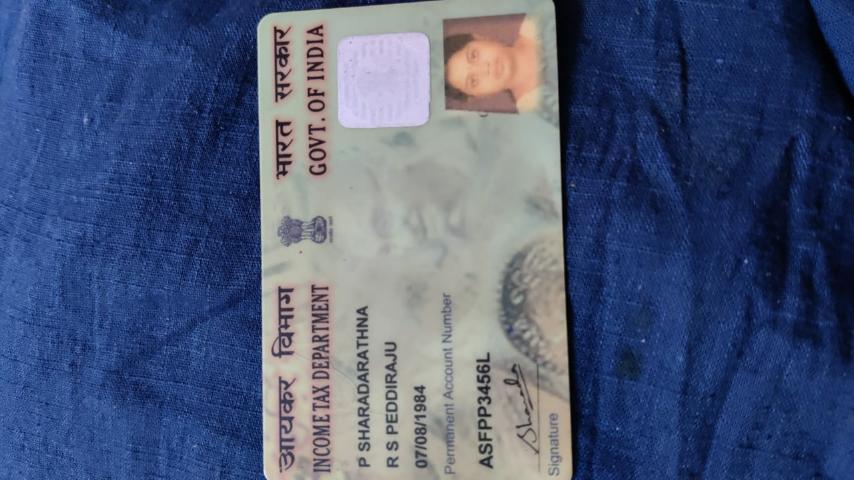 आयकर विभाग
भारत सरकार
INCOME TAX DEPARTMENT
GOVT. OF INDIA
P SHARADARATHNA
R S PEDDIRAJU
07/08/1984
Permanent Account Number
ASFPP3456L
Sharada
Signature